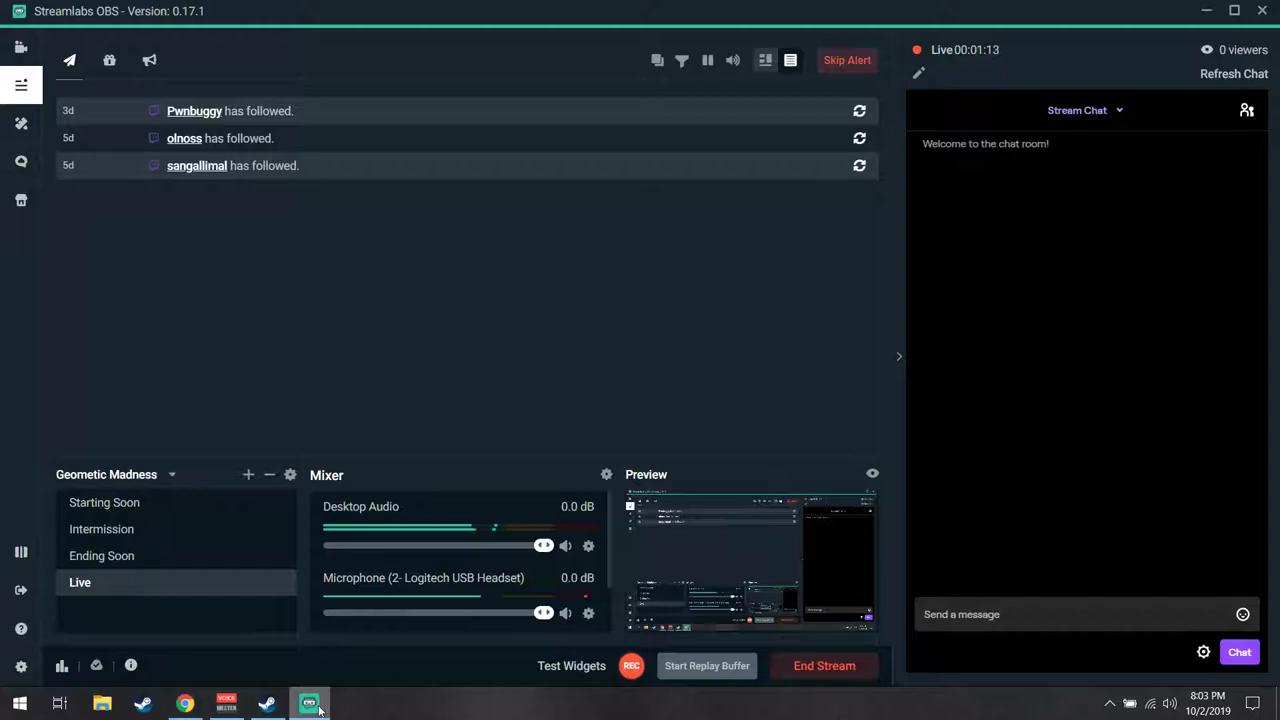 Streamlabs OBS - Version: 0.17.1
Live 00:01:13
0 viewers
Skip Alert
Refresh Chat
3d Pwnbuggy has followed.
5d olnoss has followed.
5d sangallimal has followed.
Stream Chat
Welcome to the chat room!
Geometic Madness
Starting Soon
Intermission
Ending Soon
Live
Mixer
Desktop Audio 0.0 dB
Microphone (2- Logitech USB Headset) 0.0 dB
Preview
Send a message
Chat
Test Widgets
REC
Start Replay Buffer
End Stream
VOICE
MEETER
8:03 PM
10/2/2019